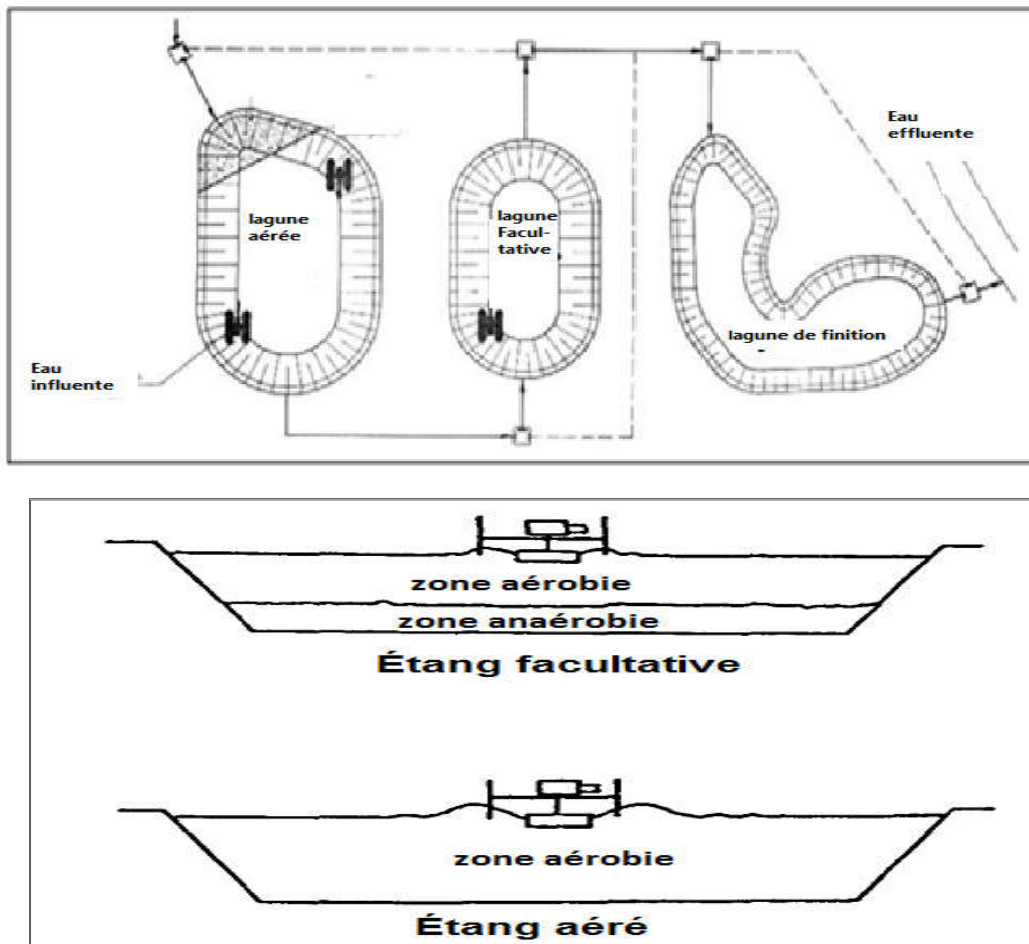 Eau
effluente
lagune
aérée
lagune
Facul-
tative
lagune de finition
Eau
influente
zone aérobie
zone anaérobie
Étang facultative
zone aérobie
Étang aéré